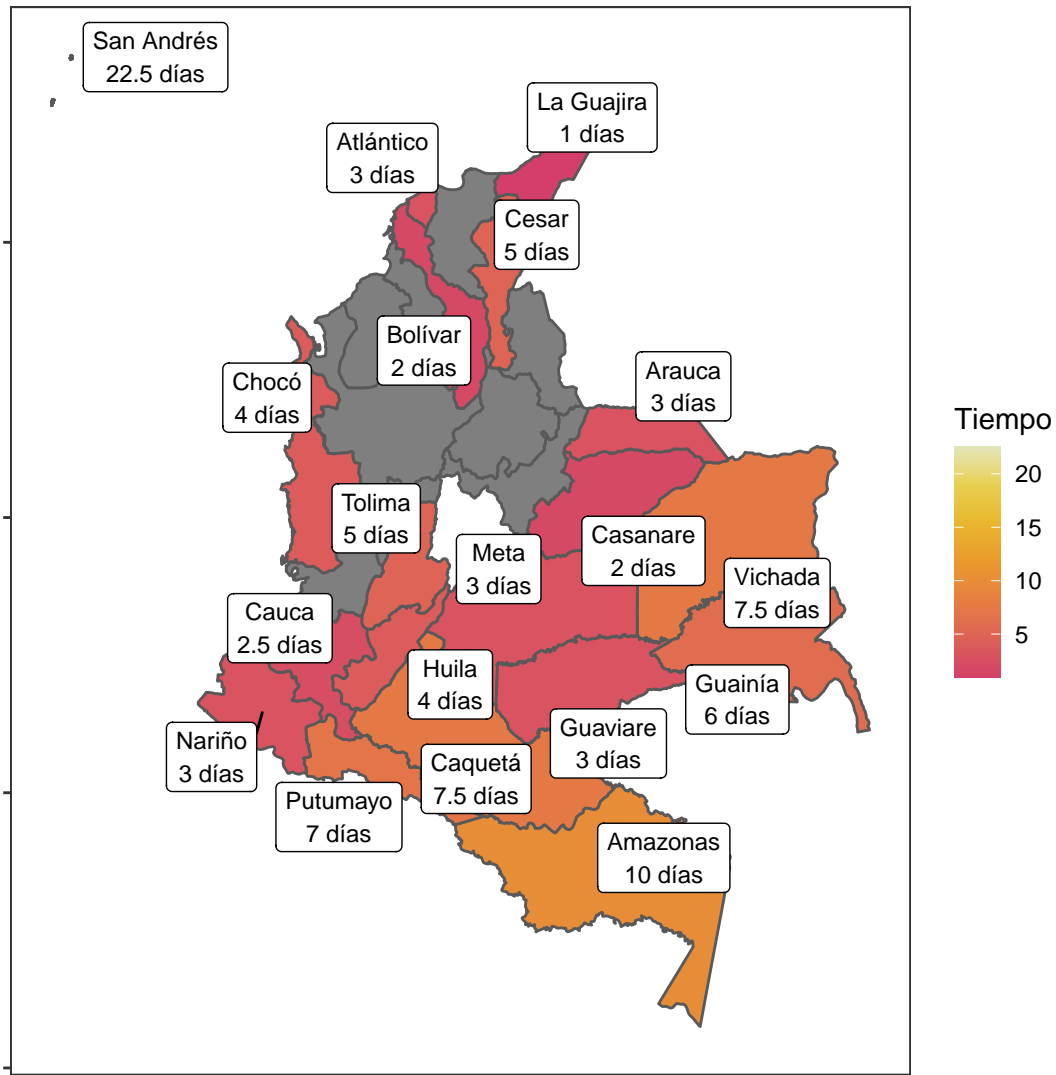 San Andrés
22.5 días
La Guajira
1 días
Atlántico
3 días
Cesar
5 días
Bolívar
2 días
Chocó
4 días
Arauca
3 días
Tolima
5 días
Meta
3 días
Casanare
2 días
Vichada
7.5 días
Cauca
2.5 días
Huila
4 días
Guainía
6 días
Nariño
3 días
Guaviare
3 días
Caquetá
7.5 días
Putumayo
7 días
Amazonas
10 días
Tiempo
20
15
10
5